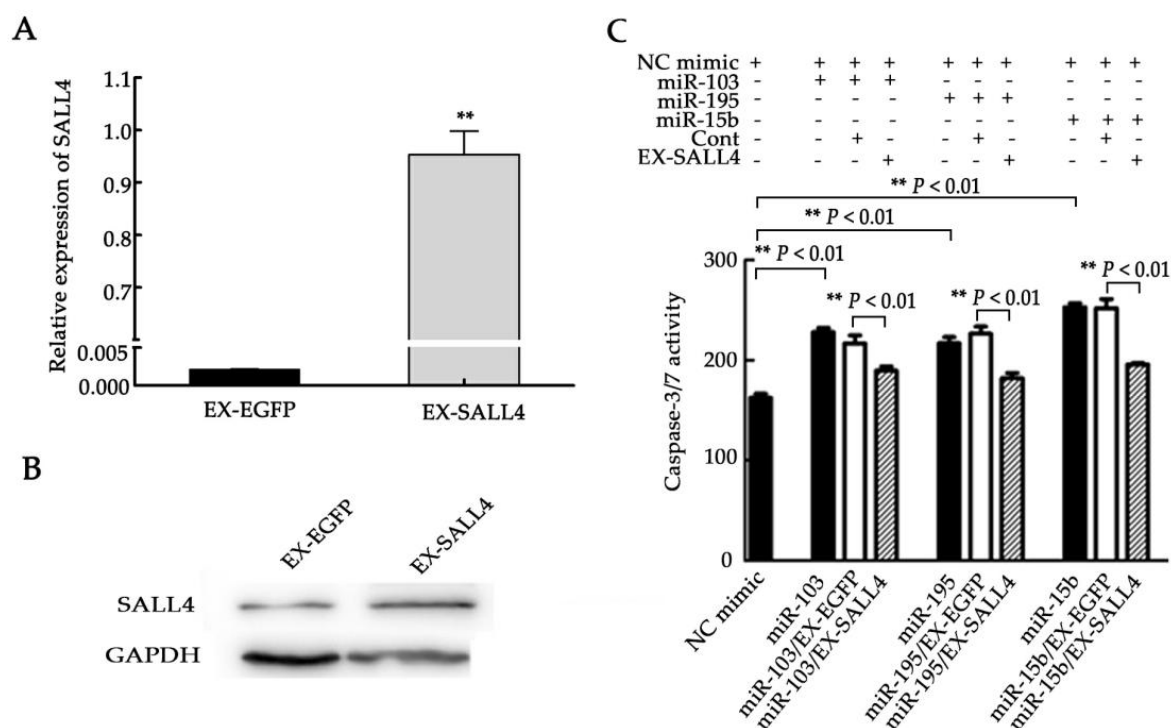 A
Relative expression of SALL4
1.1
1.0
0.9
0.8
0.7
0.005
0.000
**
EX-EGFP
EX-SALL4
B
EX-EGFP
EX-SALL4
SALL4
GAPDH
C
NC mimic + + + + + + + + + +
miR-103 - + + + - - - - - -
miR-195 - - - - + + + - - -
miR-15b - - - - - - - + + +
Cont - - + - - + - - + -
EX-SALL4 - - - + - - + - - +
** P < 0.01
** P < 0.01
** P < 0.01
** P < 0.01
** P < 0.01
** P < 0.01
Caspase-3/7 activity
300
200
100
0
NC mimic
miR-103
miR-103/EX-EGFP
miR-103/EX-SALL4
miR-195
miR-195/EX-EGFP
miR-195/EX-SALL4
miR-15b
miR-15b/EX-EGFP
miR-15b/EX-SALL4